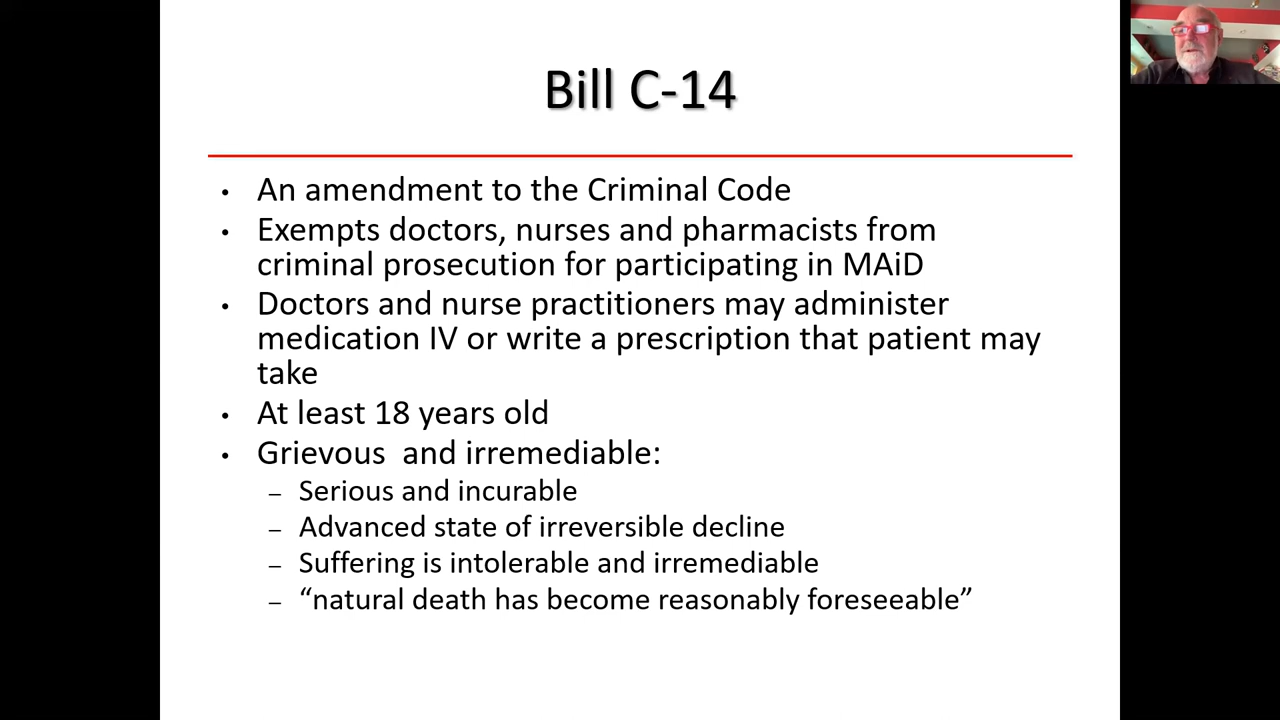 Bill C-14
• An amendment to the Criminal Code
• Exempts doctors, nurses and pharmacists from
criminal prosecution for participating in MAiD
• Doctors and nurse practitioners may administer
medication IV or write a prescription that patient may
take
• At least 18 years old
• Grievous  and irremediable:
– Serious and incurable
– Advanced state of irreversible decline
– Suffering is intolerable and irremediable
– “natural death has become reasonably foreseeable”